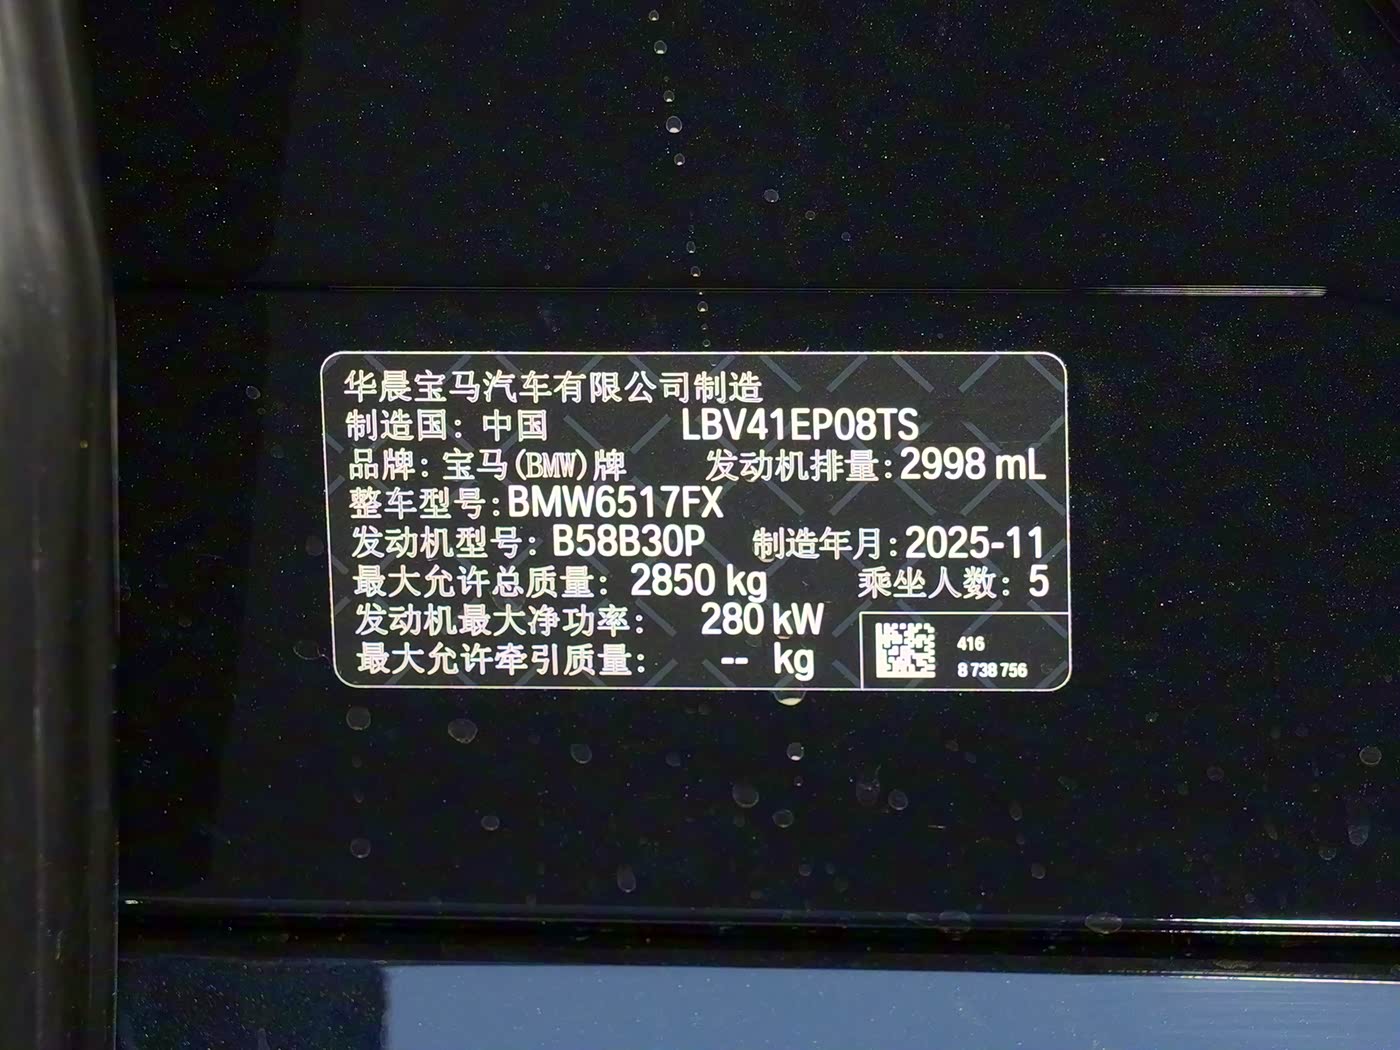 华晨宝马汽车有限公司制造
制造国：中国 LBV41EP08TS
品牌：宝马(BMW)牌 发动机排量:2998 mL
整车型号:BMW6517FX
发动机型号:B58B30P 制造年月:2025-11
最大允许总质量：2850 kg 乘坐人数：5
发动机最大净功率： 280 kW
最大允许牵引质量： -- kg
416
8 738 756